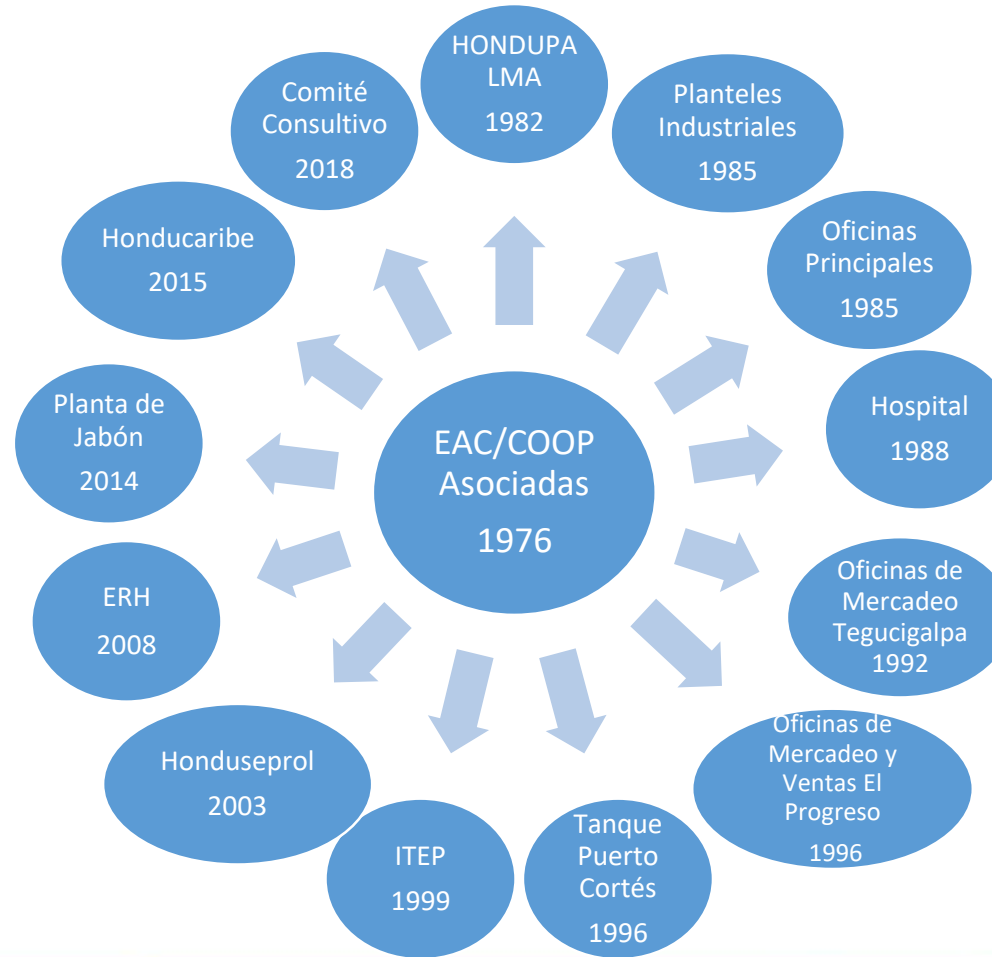 HONDUPA
LMA
1982
Planteles
Industriales
1985
Oficinas
Principales
1985
Hospital
1988
Oficinas de
Mercadeo
Tegucigalpa
1992
Oficinas de
Mercadeo y
Ventas El
Progreso
1996
Tanque
Puerto
Cortés
1996
ITEP
1999
Honduseprol
2003
ERH
2008
Planta de
Jabón
2014
Honducaribe
2015
Comité
Consultivo
2018
EAC/COOP
Asociadas
1976